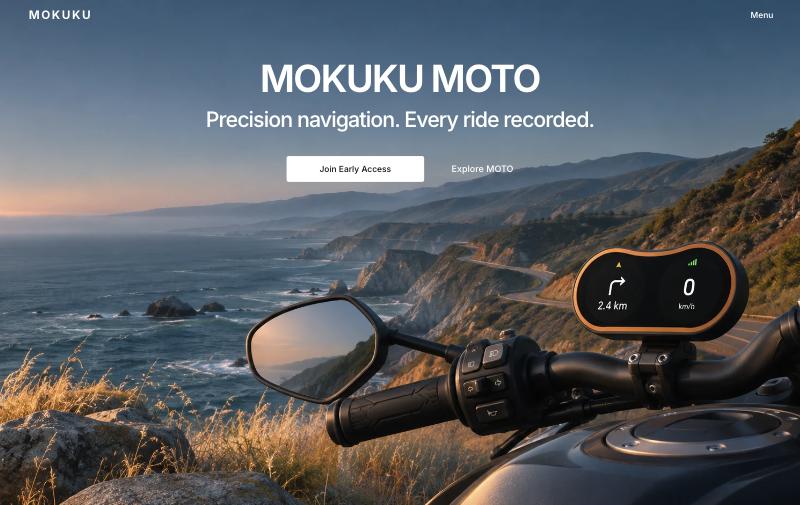 MOKUKU
Menu
MOKUKU MOTO
Precision navigation. Every ride recorded.
Join Early Access
Explore MOTO
2.4 km
0
km/h